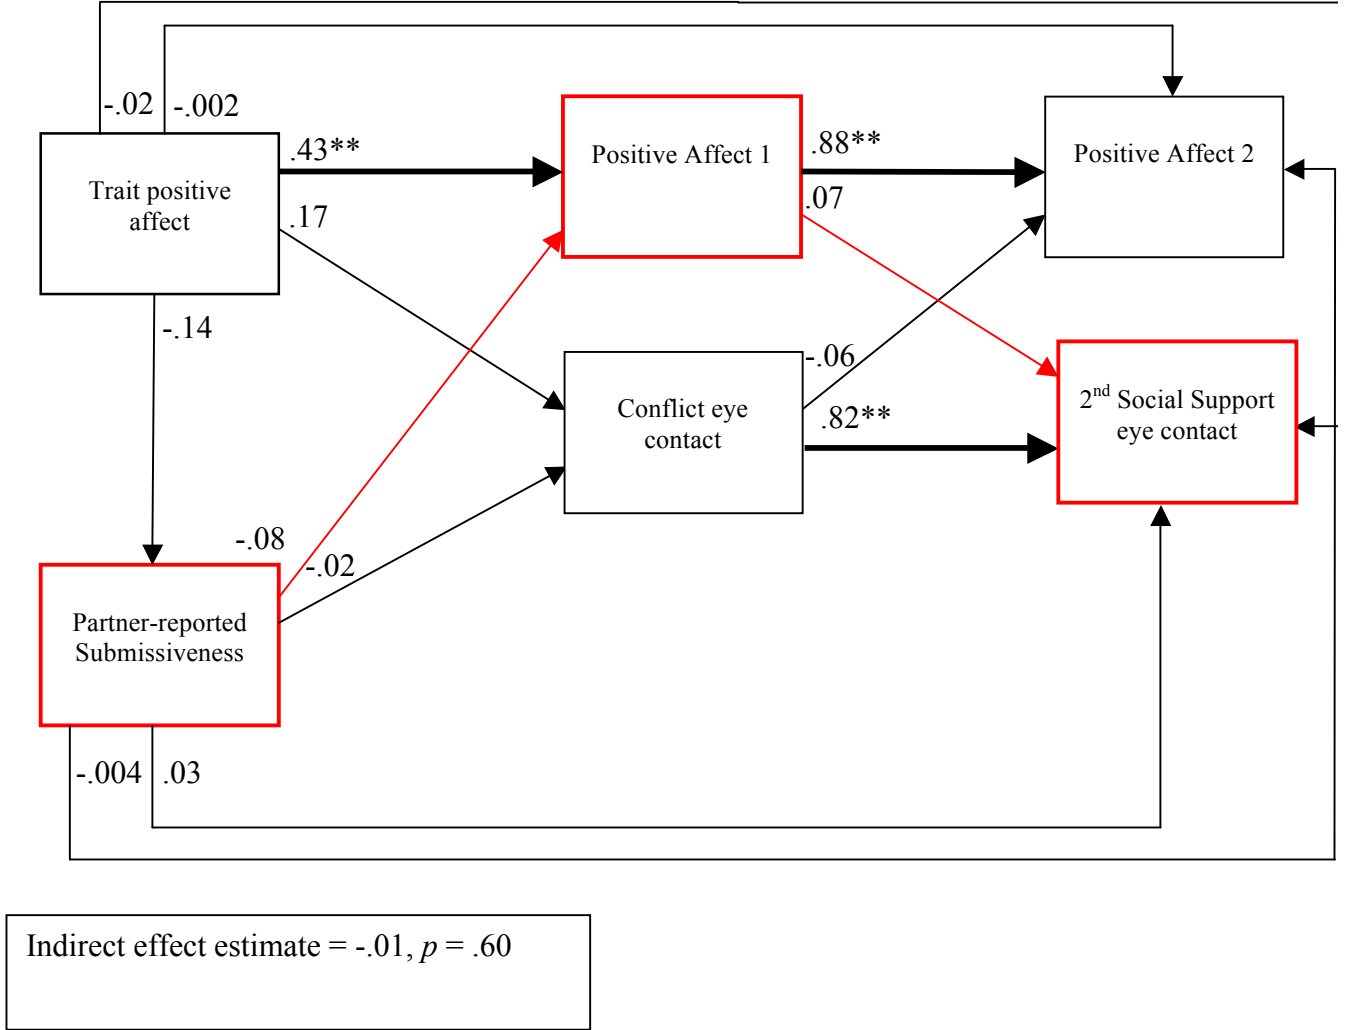 -.02
-.002
Trait positive
affect
.43**
.17
-.14
Positive Affect 1
.88**
.07
Positive Affect 2
Conflict eye
contact
-.06
.82**
2nd Social Support
eye contact
-.08
-.02
Partner-reported
Submissiveness
-.004
.03
Indirect effect estimate = -.01, p = .60